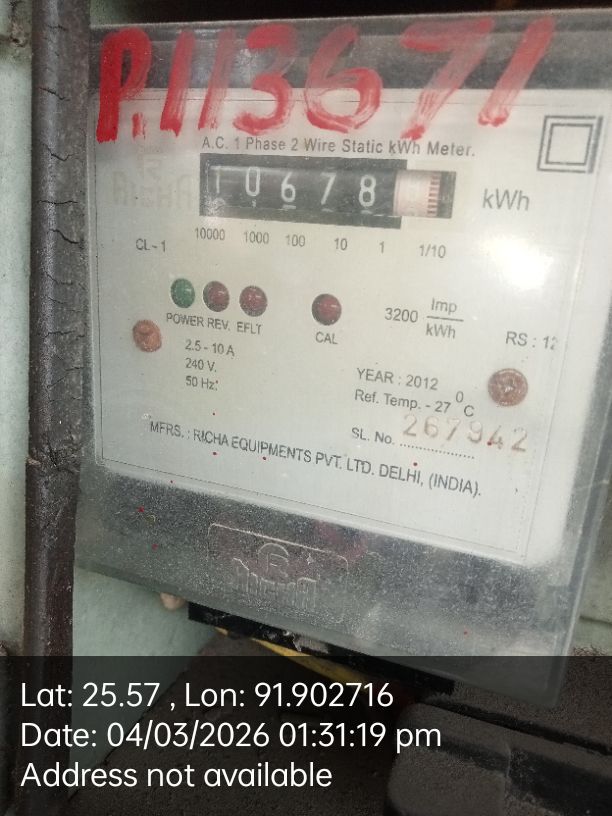 P.113671
A.C. 1 Phase 2 Wire Static kWh Meter.
10678 kWh
10000 1000 100 10 1 1/10
CL-1
POWER REV. EFLT CAL
3200 Imp/kWh
RS : 12
2.5 - 10 A
240 V.
50 Hz.
YEAR : 2012
Ref. Temp. - 27 °C
SL. No. 267942
MFRS. : RICHA EQUIPMENTS PVT. LTD. DELHI, (INDIA).
RICHA
Lat: 25.57 , Lon: 91.902716
Date: 04/03/2026 01:31:19 pm
Address not available